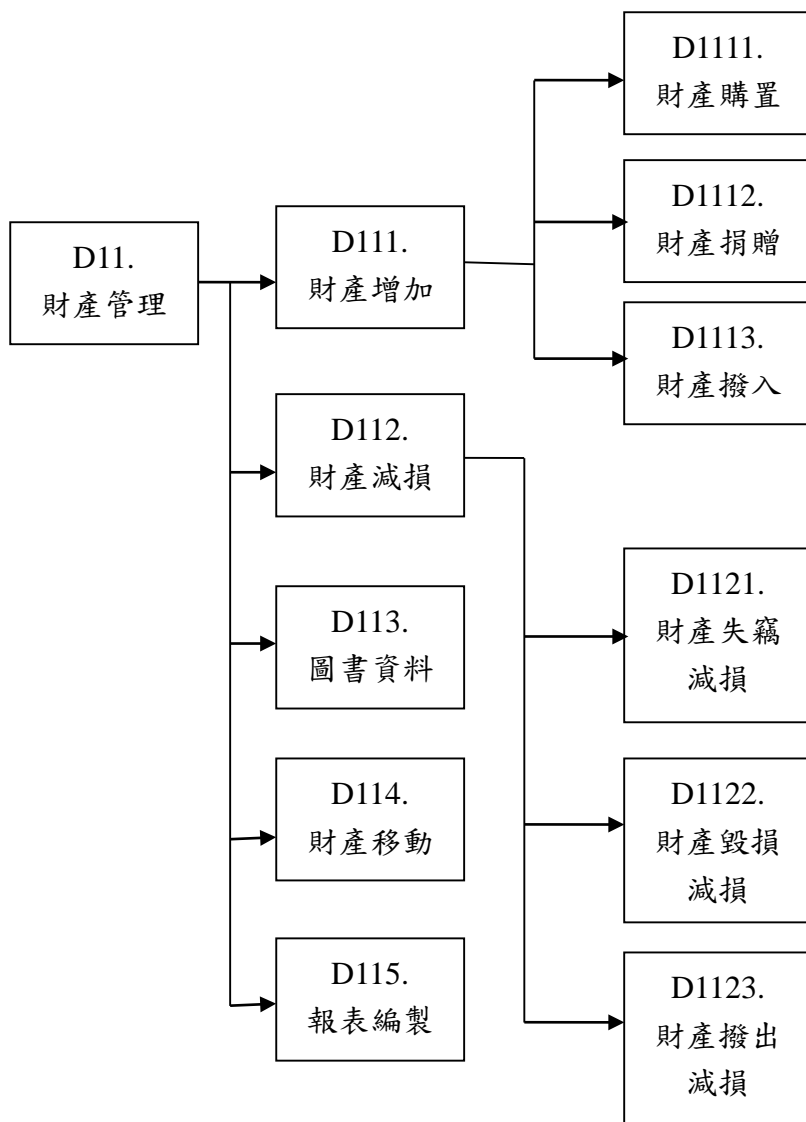 D11.
財產管理
D111.
財產增加
D1111.
財產購置
D1112.
財產捐贈
D1113.
財產撥入
D112.
財產減損
D1121.
財產失竊
減損
D1122.
財產毀損
減損
D1123.
財產撥出
減損
D113.
圖書資料
D114.
財產移動
D115.
報表編製